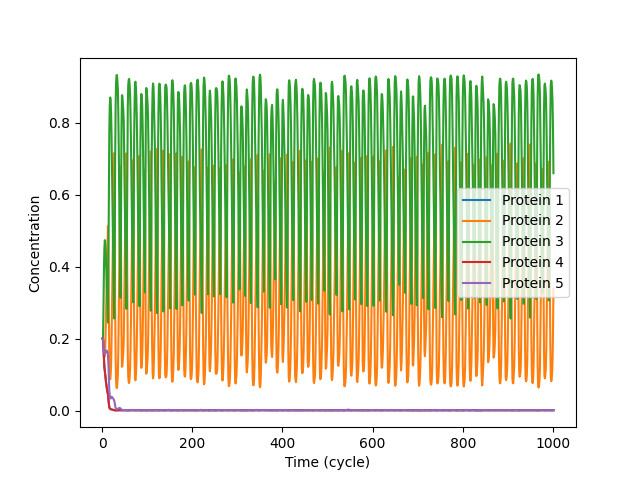 Concentration
0.8
0.6
0.4
0.2
0.0
Protein 1
Protein 2
Protein 3
Protein 4
Protein 5
0 200 400 600 800 1000
Time (cycle)